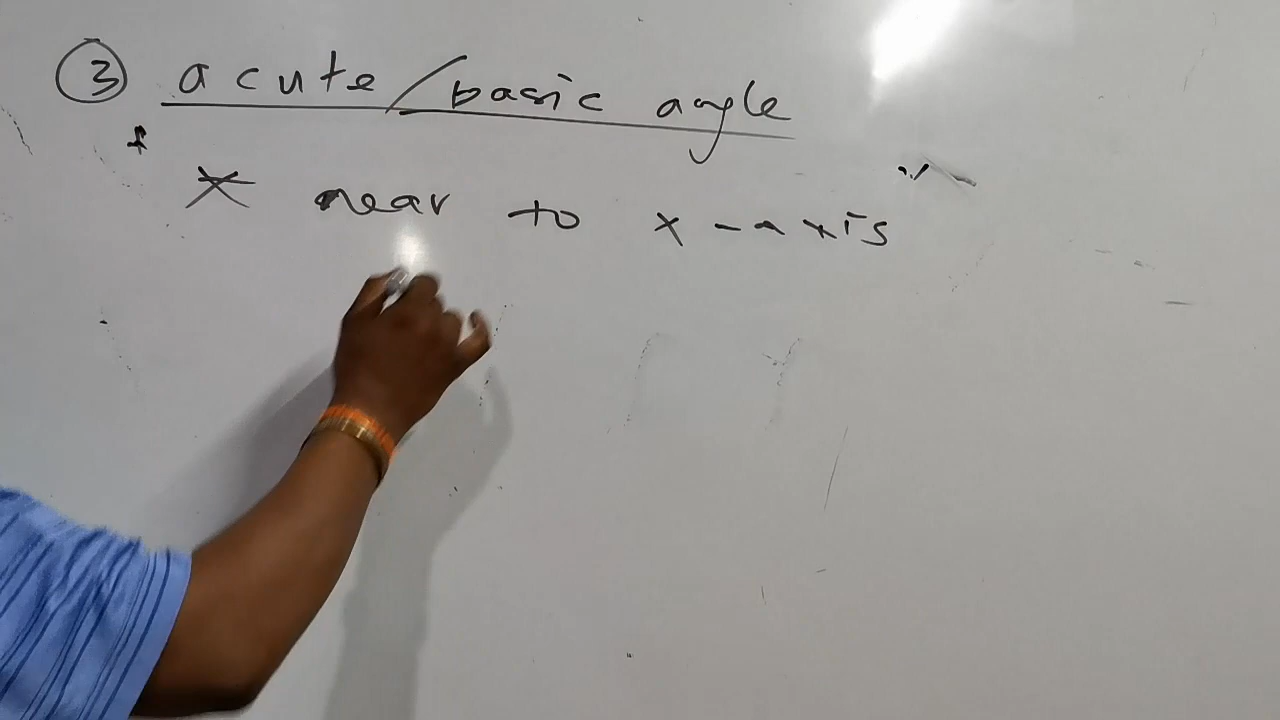 ③ acute/basic angle
* near to x-axis